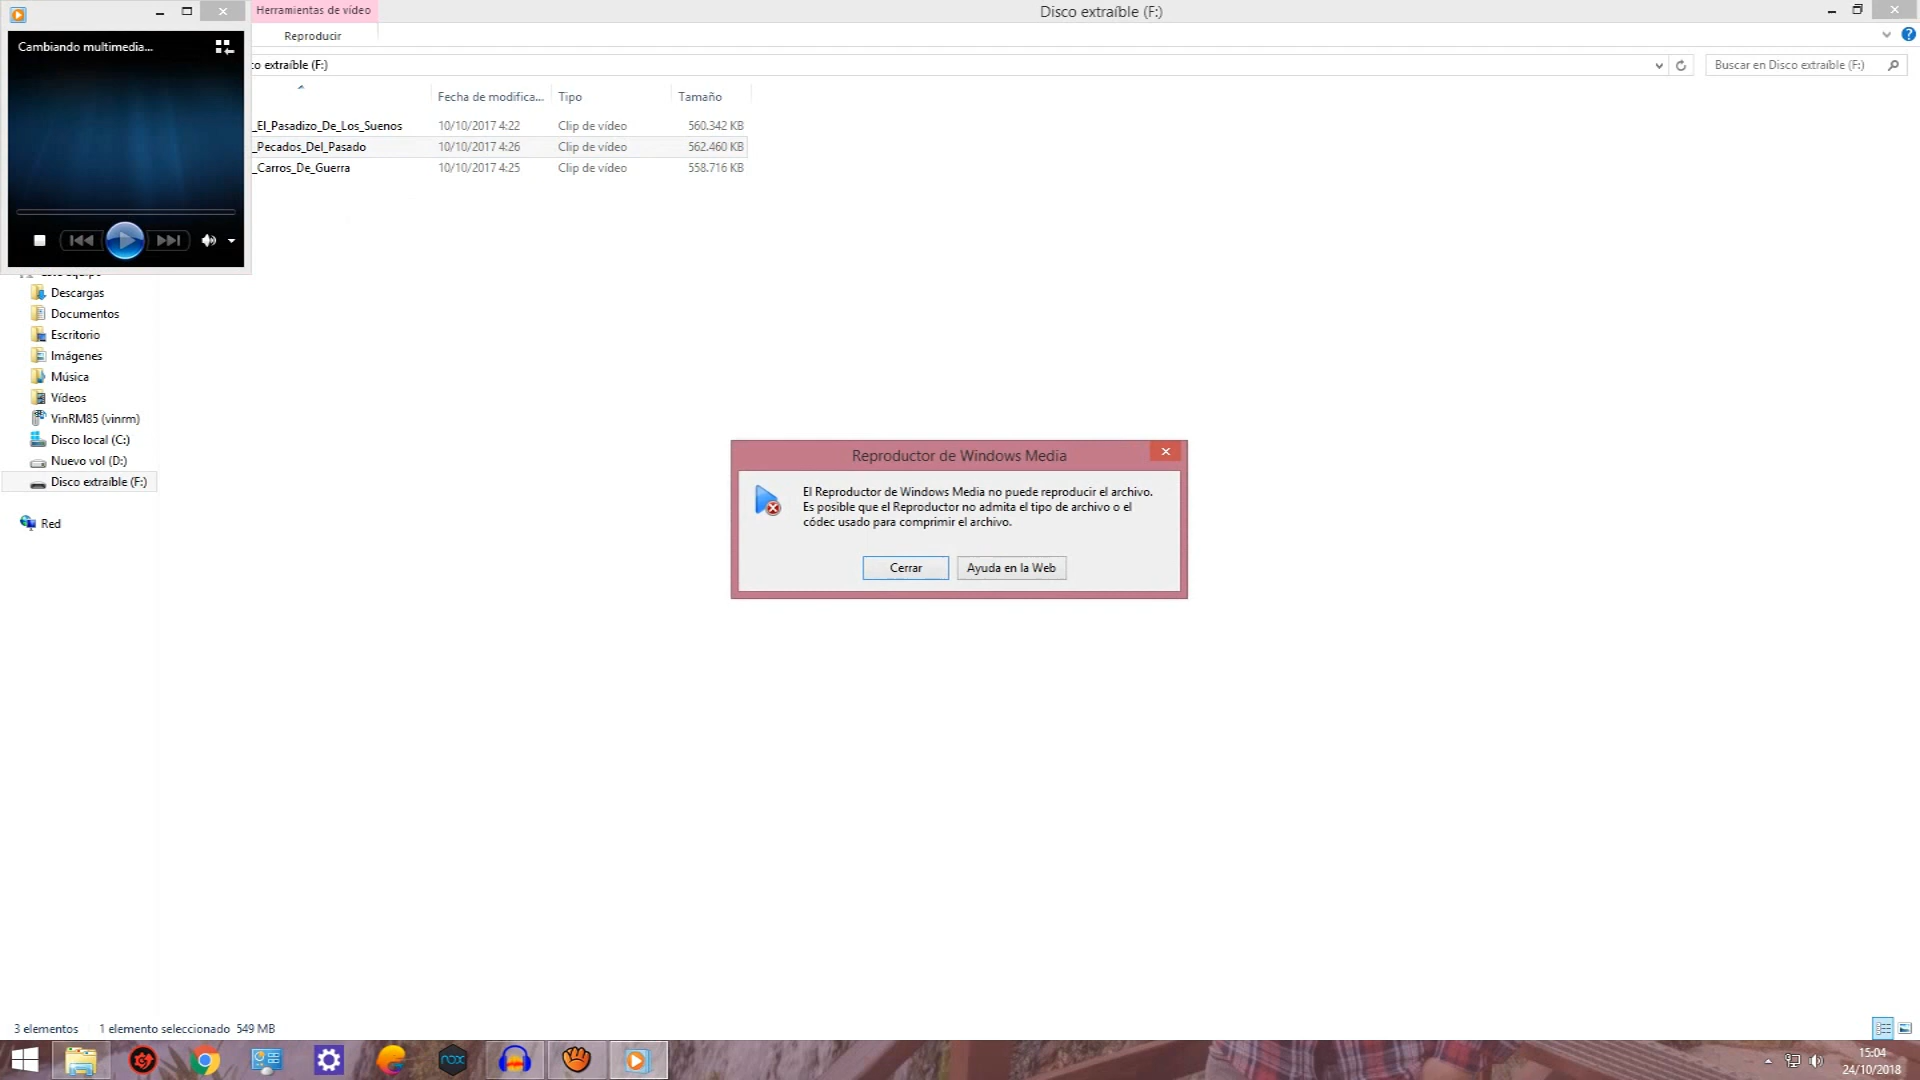 Herramientas de vídeo
Disco extraíble (F:)
Cambiando multimedia...
Reproducir
co extraíble (F:)
Buscar en Disco extraíble (F:)
Fecha de modifica...
Tipo
Tamaño
_El_Pasadizo_De_Los_Suenos
10/10/2017 4:22
Clip de vídeo
560.342 KB
_Pecados_Del_Pasado
10/10/2017 4:26
Clip de vídeo
562.460 KB
_Carros_De_Guerra
10/10/2017 4:25
Clip de vídeo
558.716 KB
Descargas
Documentos
Escritorio
Imágenes
Música
Vídeos
VinRM85 (vinrm)
Disco local (C:)
Nuevo vol (D:)
Disco extraíble (F:)
Red
Reproductor de Windows Media
El Reproductor de Windows Media no puede reproducir el archivo.
Es posible que el Reproductor no admita el tipo de archivo o el
códec usado para comprimir el archivo.
Cerrar
Ayuda en la Web
3 elementos
1 elemento seleccionado 549 MB
nox
15:04
24/10/2018